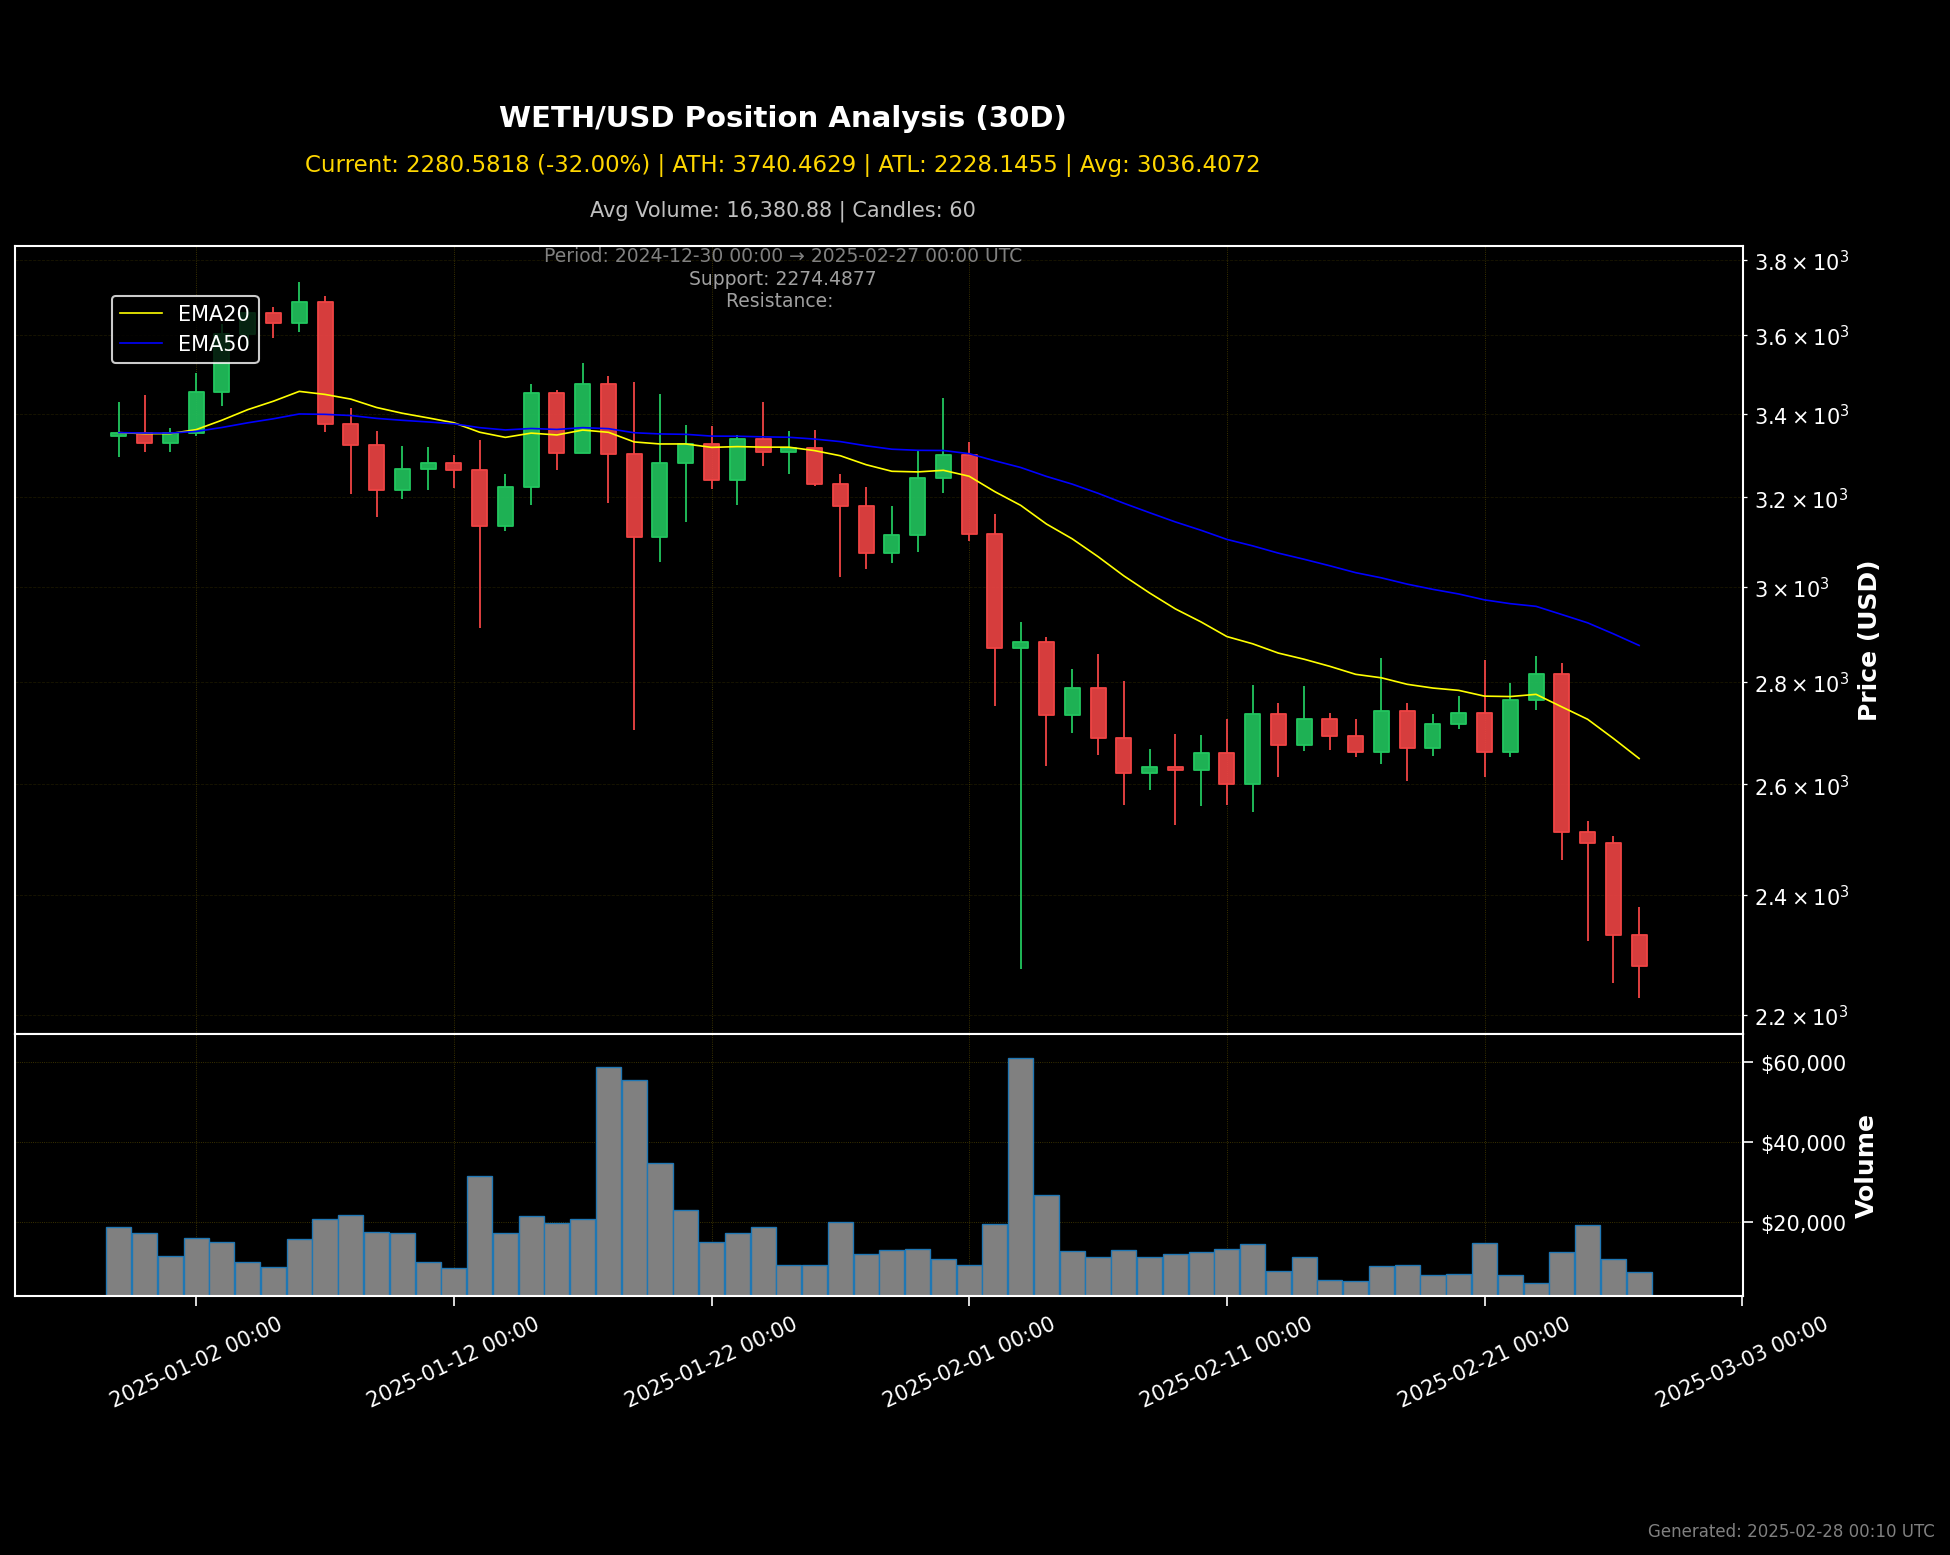 WETH/USD Position Analysis (30D)
Current: 2280.5818 (-32.00%) | ATH: 3740.4629 | ATL: 2228.1455 | Avg: 3036.4072
Avg Volume: 16,380.88 | Candles: 60
Period: 2024-12-30 00:00 → 2025-02-27 00:00 UTC
Support: 2274.4877
Resistance:
EMA20
EMA50
3.8 × 10³
3.6 × 10³
3.4 × 10³
3.2 × 10³
3 × 10³
2.8 × 10³
2.6 × 10³
2.4 × 10³
2.2 × 10³
Price (USD)
$60,000
$40,000
$20,000
Volume
2025-01-02 00:00
2025-01-12 00:00
2025-01-22 00:00
2025-02-01 00:00
2025-02-11 00:00
2025-02-21 00:00
2025-03-03 00:00
Generated: 2025-02-28 00:10 UTC